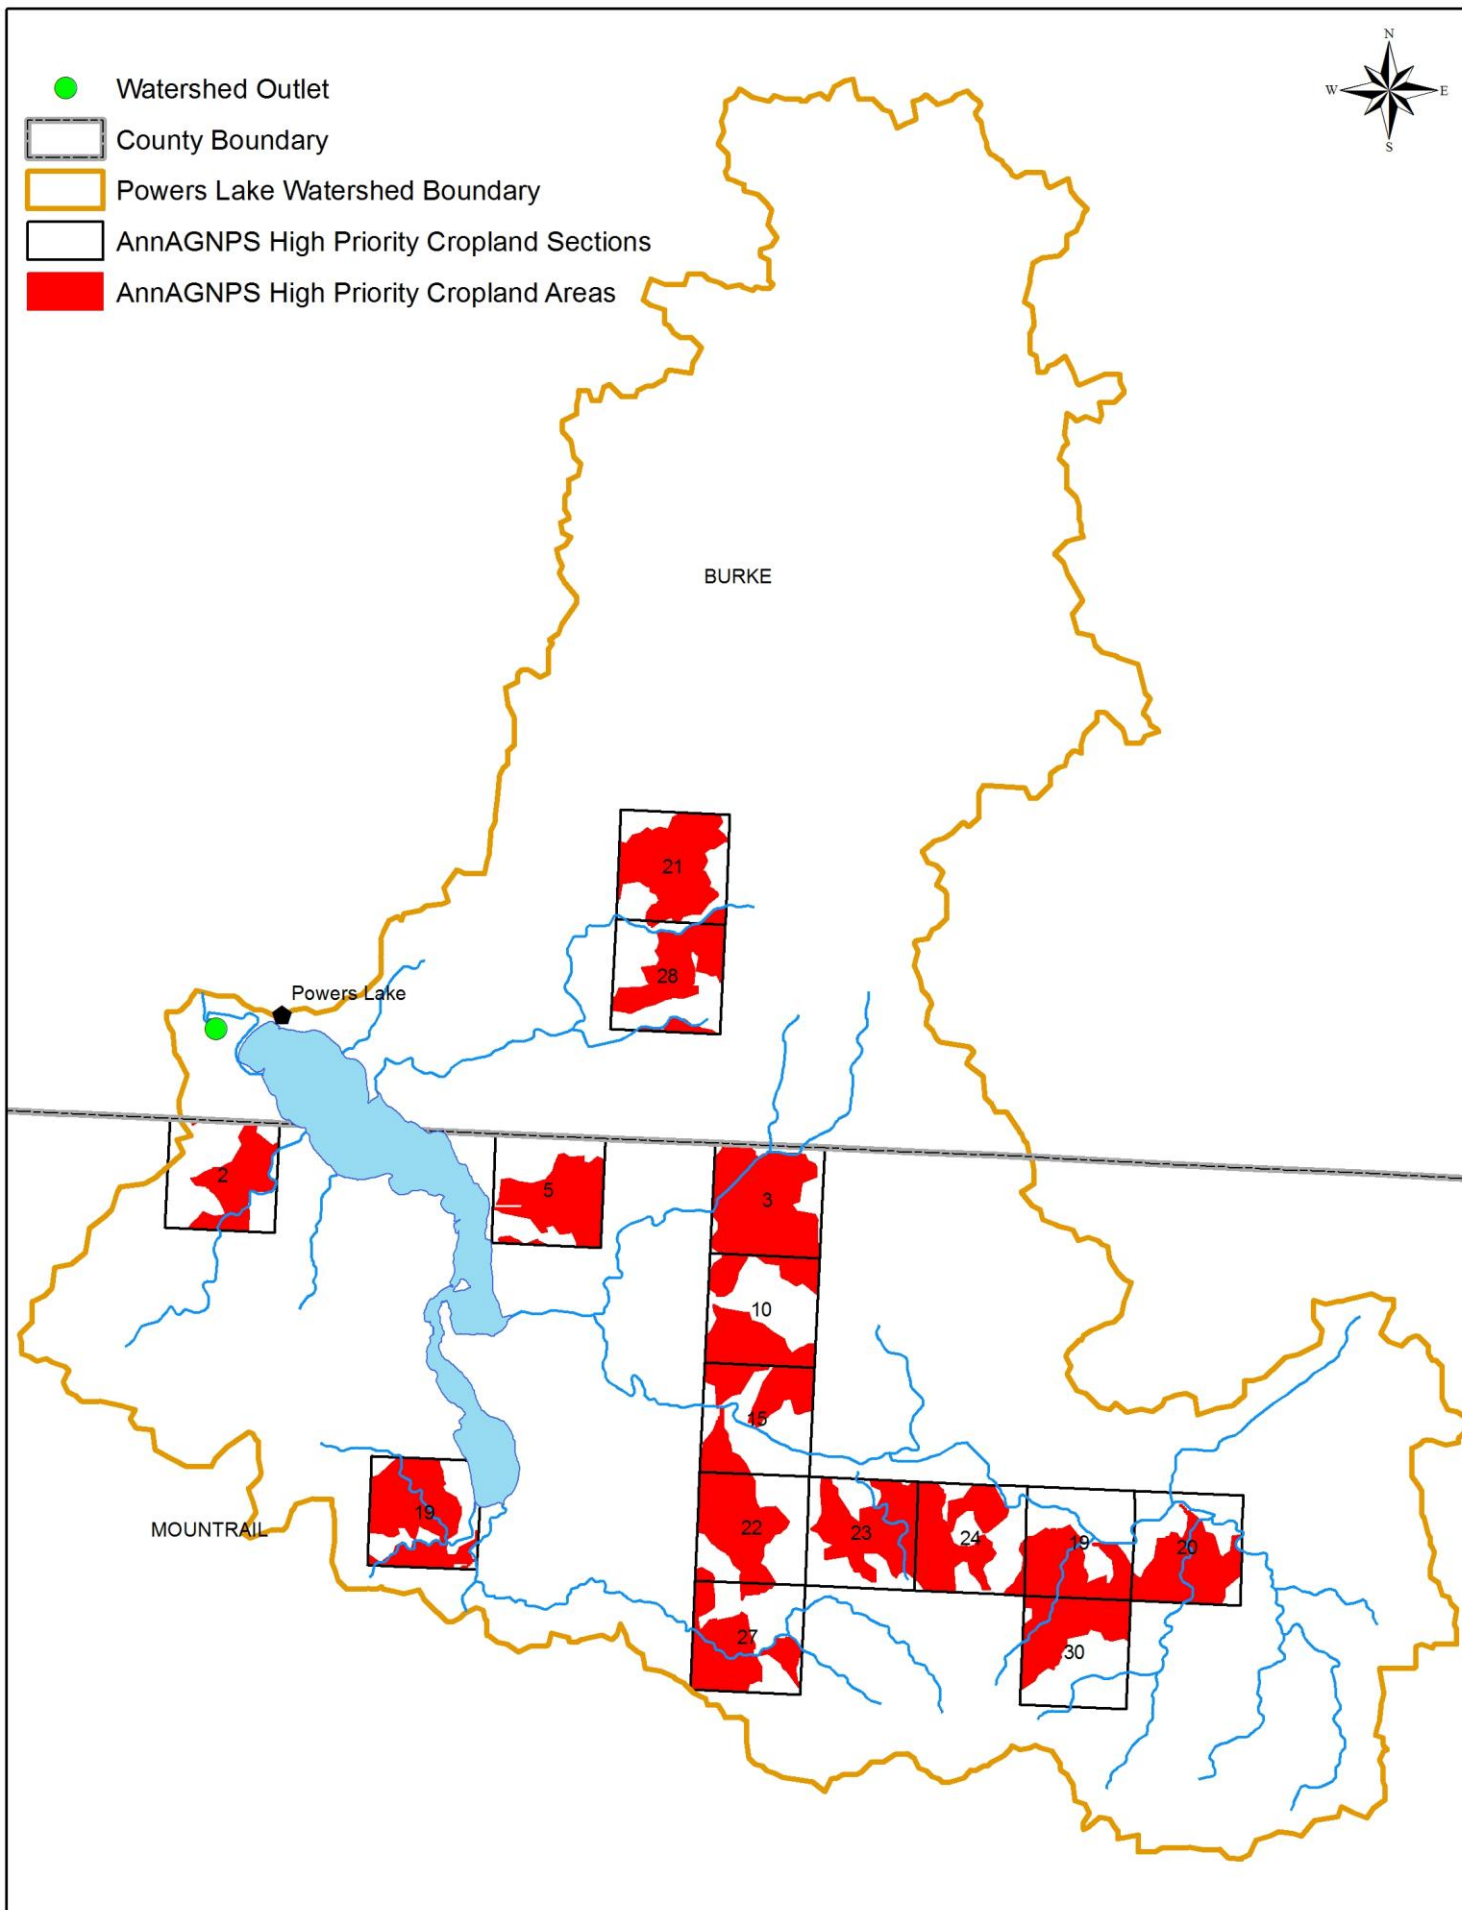 N
W E
S
Watershed Outlet
County Boundary
Powers Lake Watershed Boundary
AnnAGNPS High Priority Cropland Sections
AnnAGNPS High Priority Cropland Areas
BURKE
21
28
Powers Lake
2
5
3
10
15
19
MOUNTRAIL
22
23
24
19
20
27
30